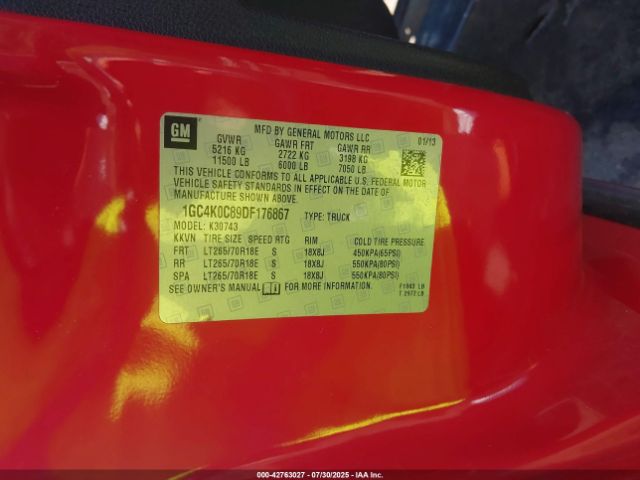 GM
MFD BY GENERAL MOTORS LLC 01/13
GVWR GAWR FRT GAWR RR
5216 KG 2722 KG 3198 KG
11500 LB 6000 LB 7050 LB
THIS VEHICLE CONFORMS TO ALL APPLICABLE U.S. FEDERAL MOTOR
VEHICLE SAFETY STANDARDS IN EFFECT ON THE DATE OF
MANUFACTURE SHOWN ABOVE.
1GC4K0C89DF176867 TYPE: TRUCK
MODEL: K30743
KKVN TIRE SIZE SPEED RTG RIM COLD TIRE PRESSURE
FRT LT265/70R18E S 18X8J 450KPA(65PSI)
RR LT265/70R18E S 18X8J 550KPA(80PSI)
SPA LT265/70R18E S 18X8J 550KPA(80PSI)
SEE OWNER'S MANUAL FOR MORE INFORMATION.
000-42763027 - 07/30/2025 - IAAI.COM